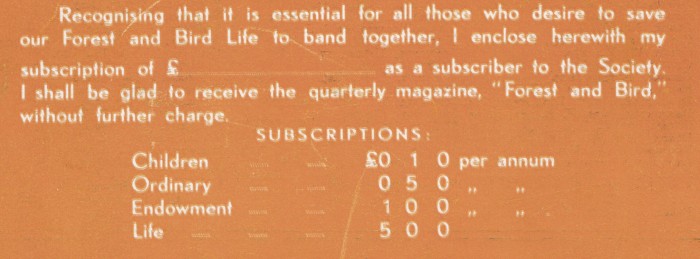 Recognising that it is essential for all those who desire to save
our Forest and Bird Life to band together, I enclose herewith my
subscription of £ as a subscriber to the Society.
I shall be glad to receive the quarterly magazine, "Forest and Bird,"
without further charge.
SUBSCRIPTIONS:
Children — — £0 1 0 per annum
Ordinary — — 0 5 0 ,, ,,
Endowment — — 1 0 0 ,, ,,
Life — — 5 0 0